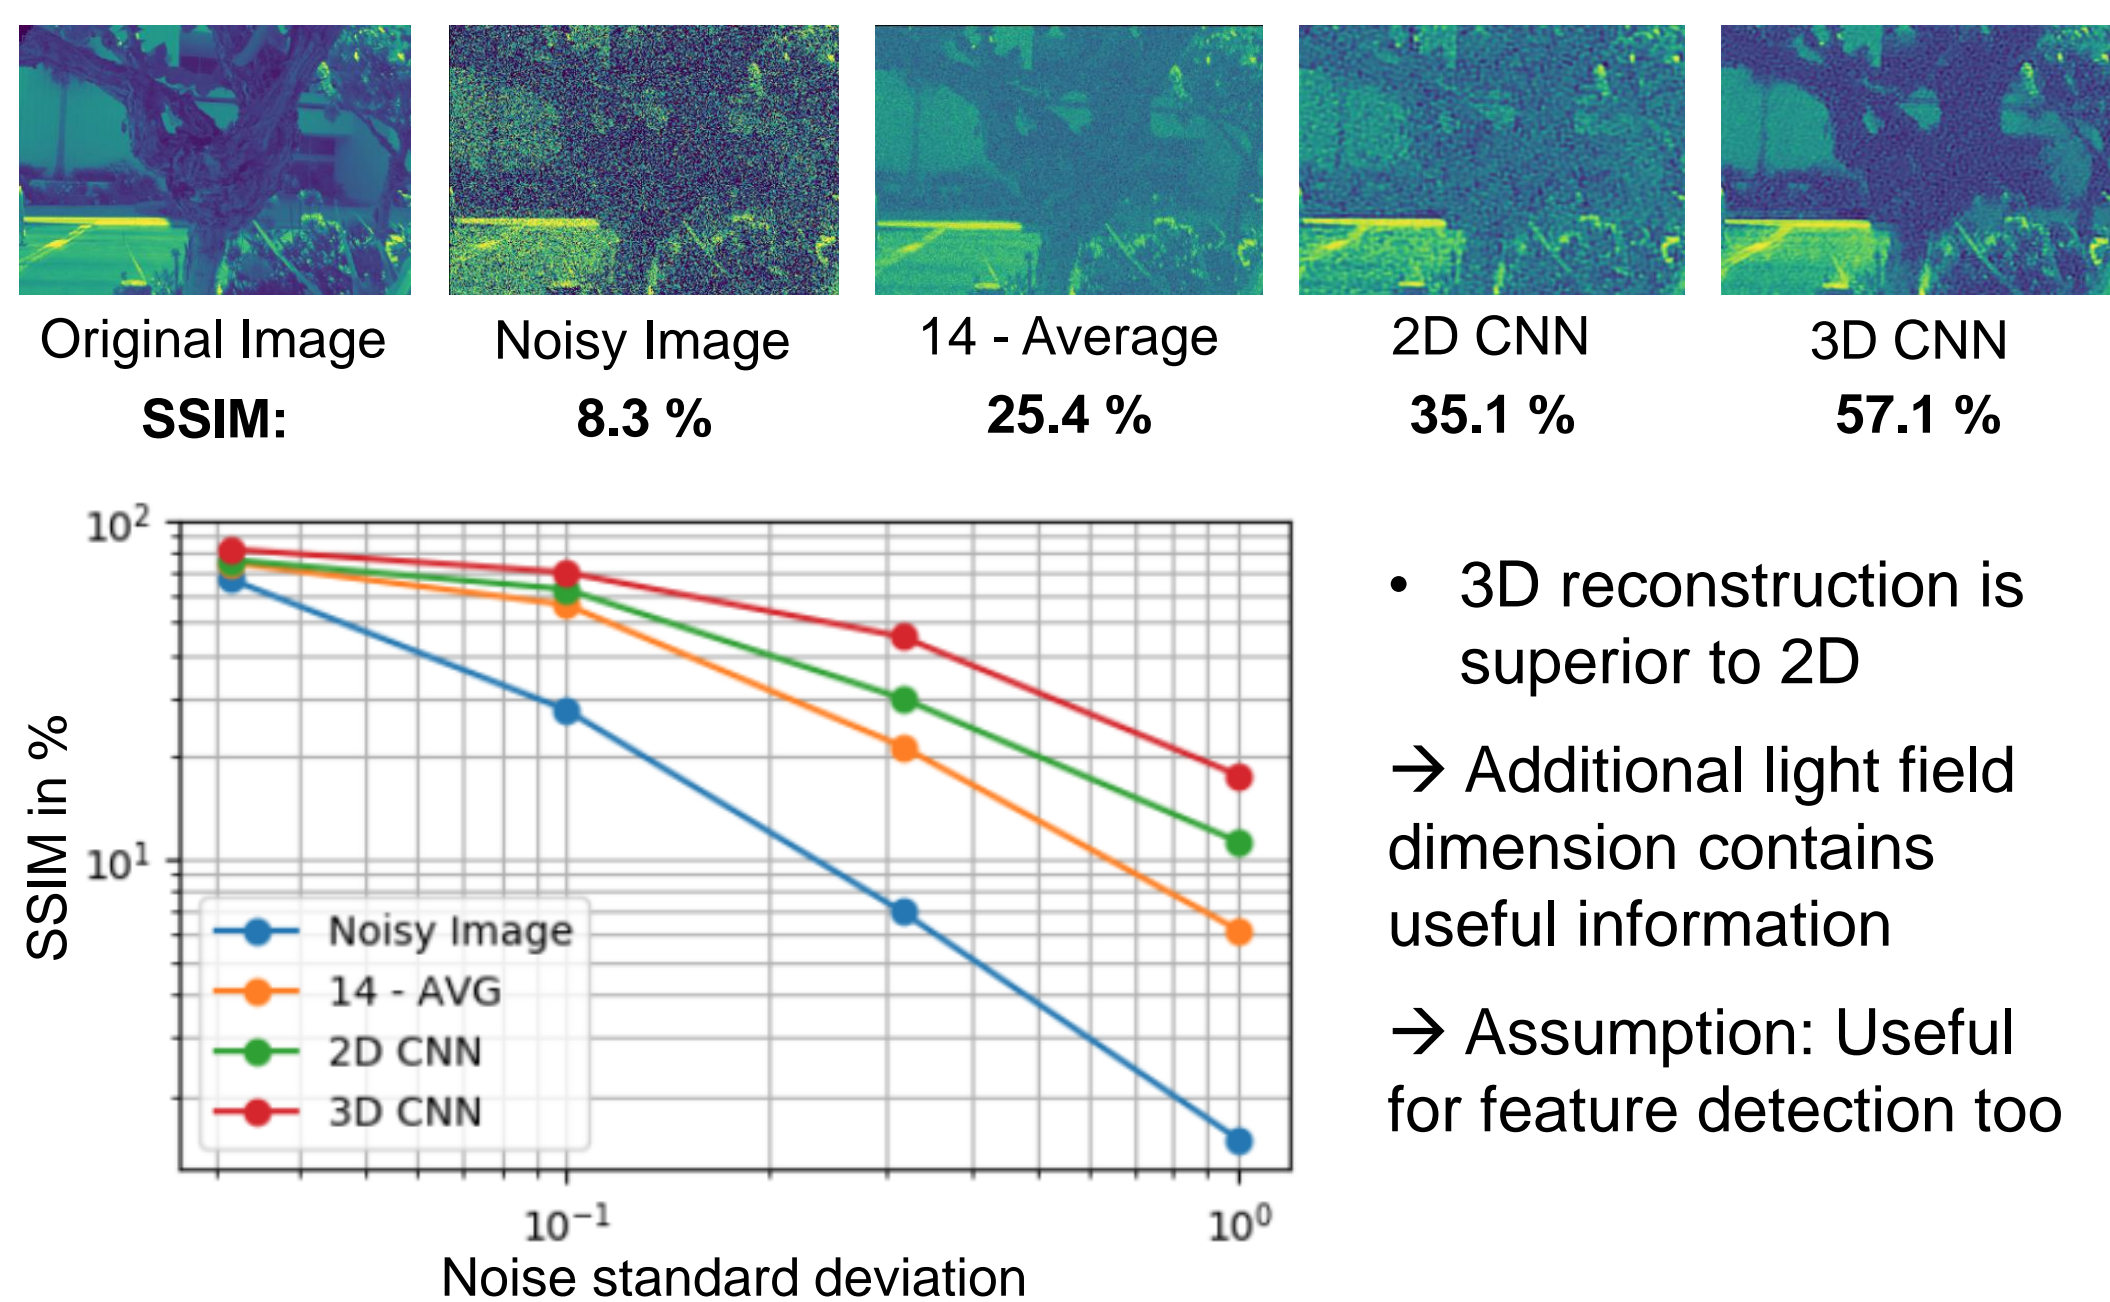 Original Image
Noisy Image
14 - Average
2D CNN
3D CNN
SSIM:
8.3 %
25.4 %
35.1 %
57.1 %
10²
10¹
SSIM in %
Noisy Image
14 - AVG
2D CNN
3D CNN
10⁻¹
10⁰
Noise standard deviation
• 3D reconstruction is
superior to 2D
→ Additional light field
dimension contains
useful information
→ Assumption: Useful
for feature detection too